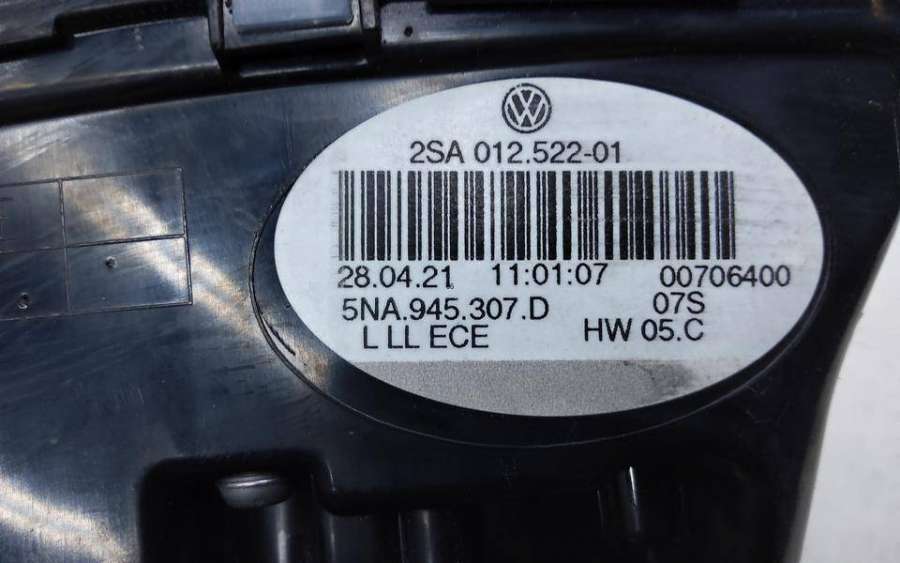 2SA 012.522-01
28.04.21 11:01:07 00706400
5NA.945.307.D 07S
L LL ECE HW 05.C